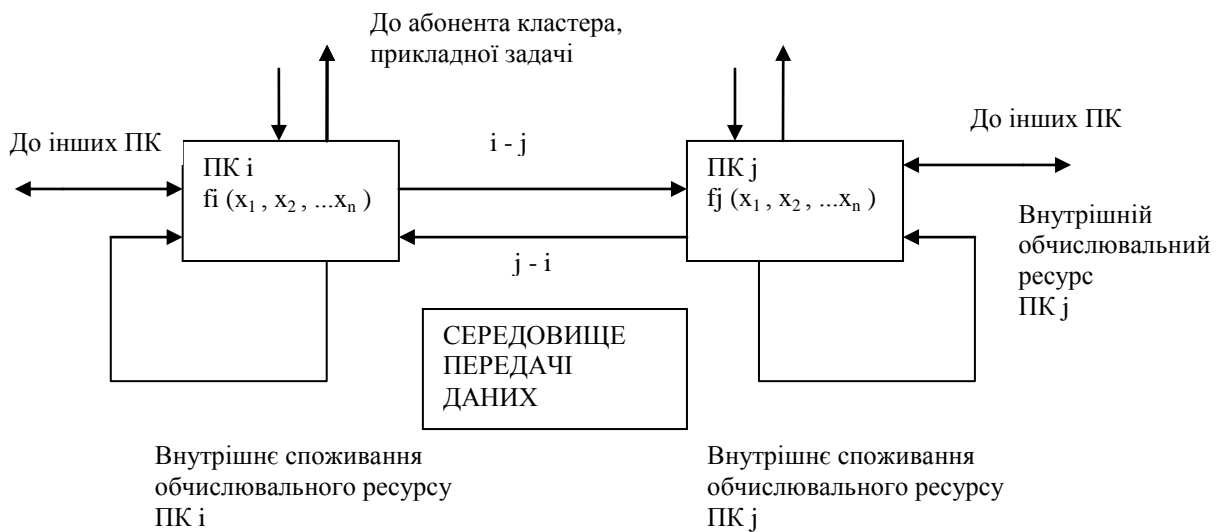 До абонента кластера,
прикладної задачі
До інших ПК
До інших ПК
i - j
ПК i
fi (x₁ , x₂ , ...xₙ )
ПК j
fj (x₁ , x₂ , ...xₙ )
j - i
Внутрішній
обчислювальний
ресурс
ПК j
СЕРЕДОВИЩЕ
ПЕРЕДАЧІ
ДАНИХ
Внутрішнє споживання
обчислювального ресурсу
ПК i
Внутрішнє споживання
обчислювального ресурсу
ПК j